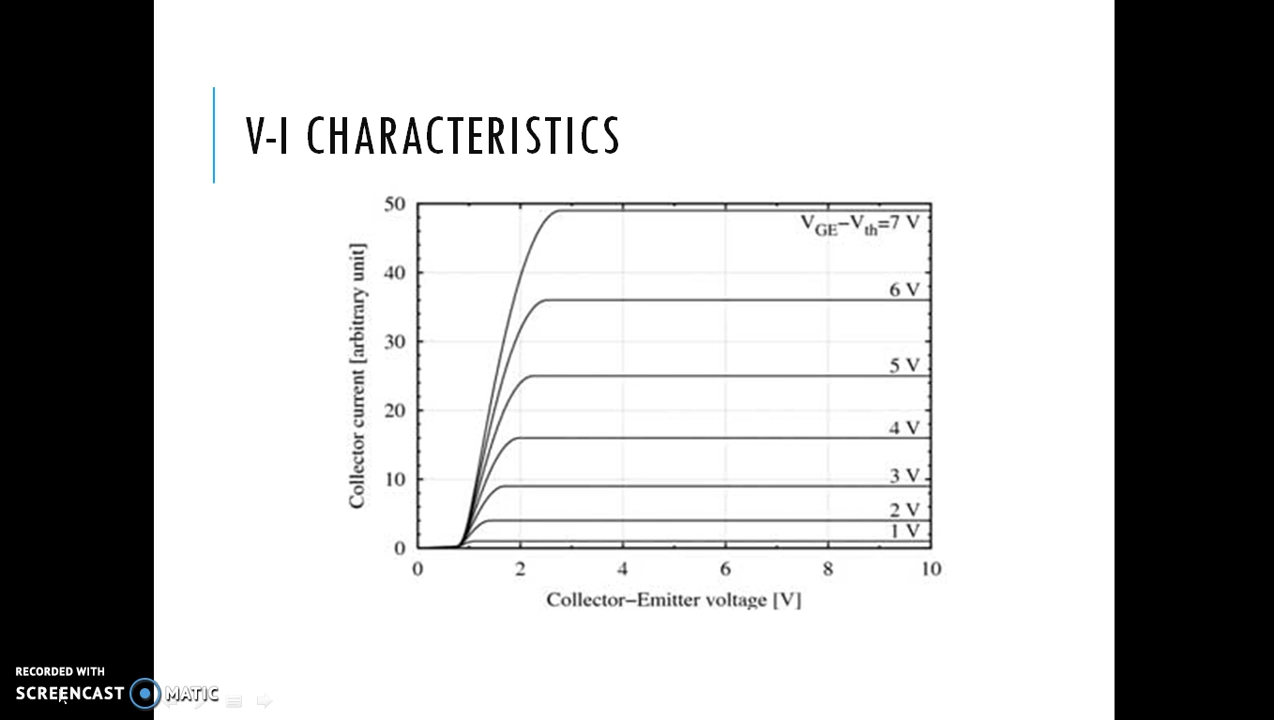 V-I CHARACTERISTICS
50
V_GE−V_th=7 V
6 V
40
30
5 V
20
4 V
10
3 V
2 V
1 V
0
Collector current [arbitrary unit]
0 2 4 6 8 10
Collector−Emitter voltage [V]
RECORDED WITH
SCREENCAST MATIC